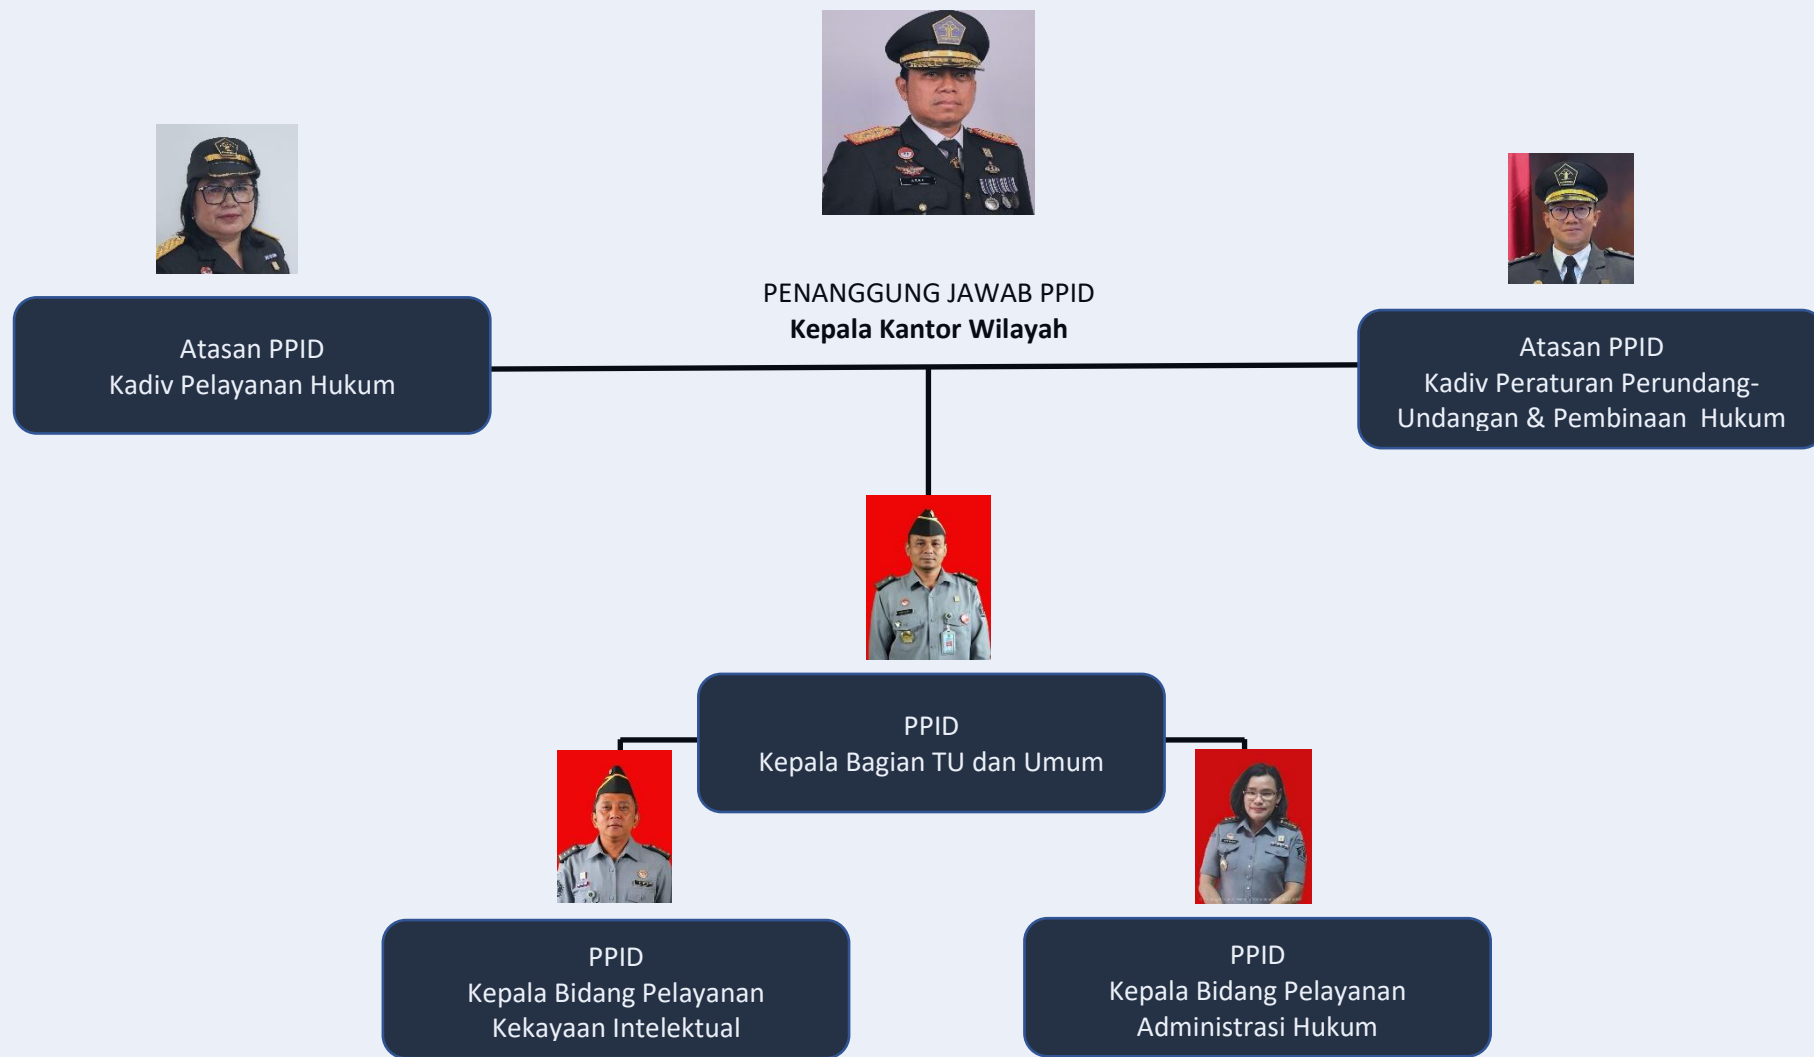 PENANGGUNG JAWAB PPID
Kepala Kantor Wilayah
Atasan PPID
Kadiv Pelayanan Hukum
Atasan PPID
Kadiv Peraturan Perundang-
Undangan & Pembinaan  Hukum
PPID
Kepala Bagian TU dan Umum
PPID
Kepala Bidang Pelayanan
Kekayaan Intelektual
PPID
Kepala Bidang Pelayanan
Administrasi Hukum